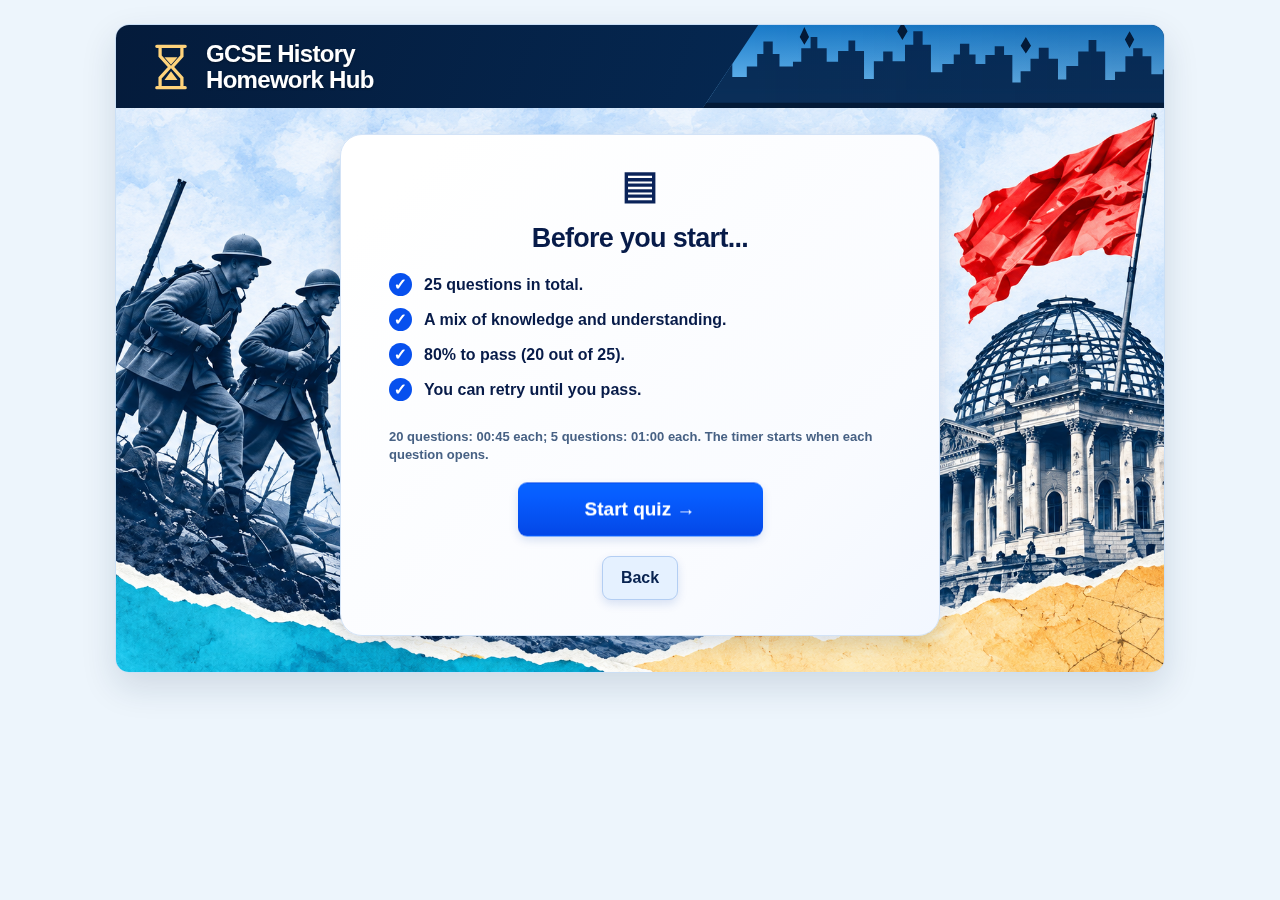 GCSE History
Homework Hub
Before you start...
✓ 25 questions in total.
✓ A mix of knowledge and understanding.
✓ 80% to pass (20 out of 25).
✓ You can retry until you pass.
20 questions: 00:45 each; 5 questions: 01:00 each. The timer starts when each
question opens.
Start quiz →
Back